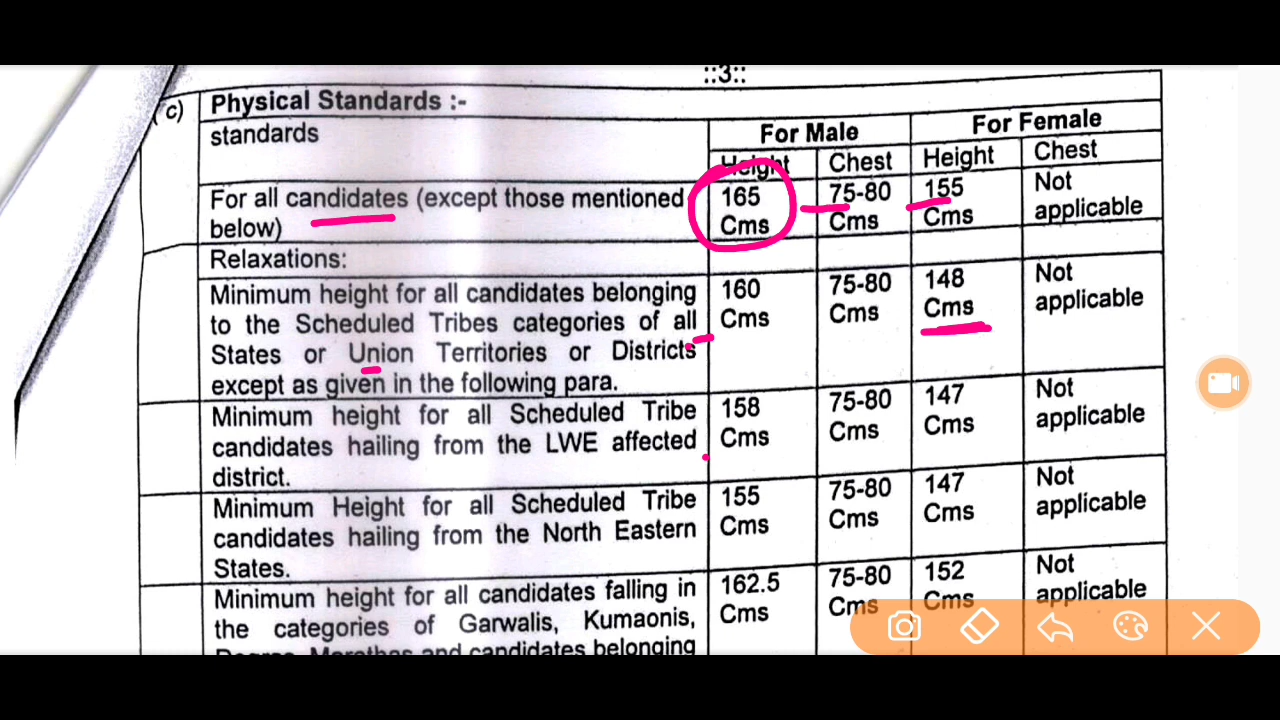 ::3::
(c) Physical Standards :-
standards For Male For Female
Height Chest Height Chest
For all candidates (except those mentioned below) 165 Cms 75-80 Cms 155 Cms Not applicable
Relaxations:
Minimum height for all candidates belonging 160 75-80 148 Not
to the Scheduled Tribes categories of all Cms Cms Cms applicable
States or Union Territories or Districts
except as given in the following para.
Minimum height for all Scheduled Tribe 158 75-80 147 Not
candidates hailing from the LWE affected Cms Cms Cms applicable
district.
Minimum Height for all Scheduled Tribe 155 75-80 147 Not
candidates hailing from the North Eastern Cms Cms Cms applicable
States.
Minimum height for all candidates falling in 162.5 75-80 152 Not
the categories of Garwalis, Kumaonis, Cms Cms Cms applicable
and candidates belonging